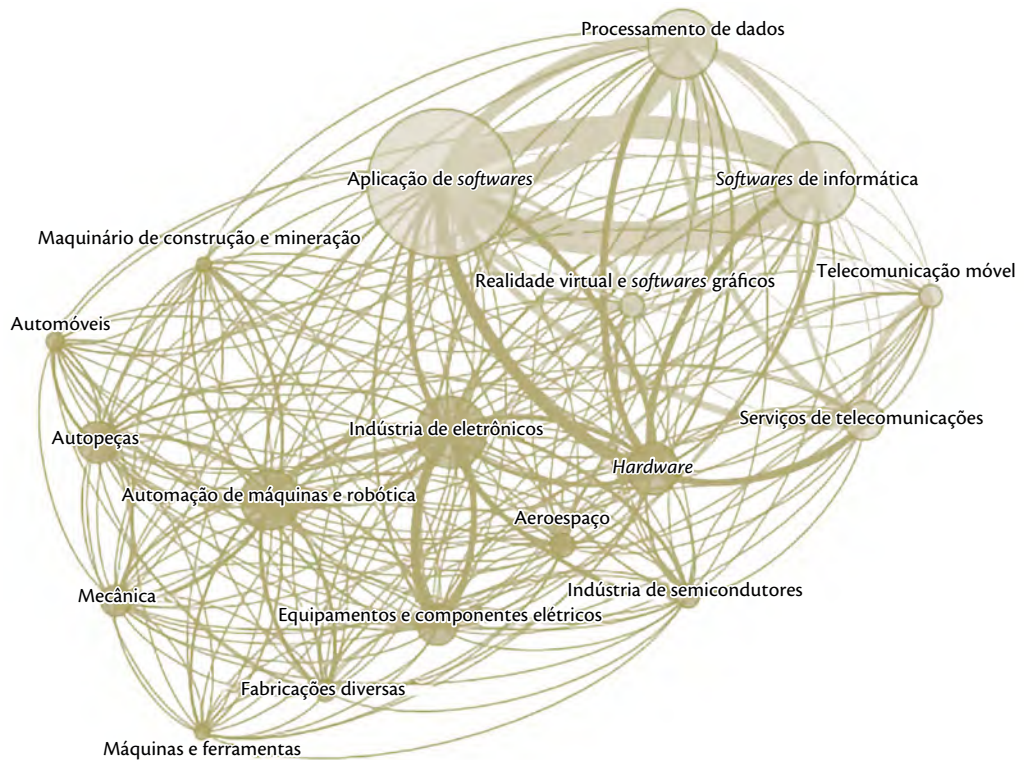 Processamento de dados
Aplicação de softwares
Softwares de informática
Maquinário de construção e mineração
Realidade virtual e softwares gráficos
Telecomunicação móvel
Automóveis
Serviços de telecomunicações
Indústria de eletrônicos
Autopeças
Hardware
Automação de máquinas e robótica
Aeroespaço
Indústria de semicondutores
Mecânica
Equipamentos e componentes elétricos
Fabricações diversas
Máquinas e ferramentas